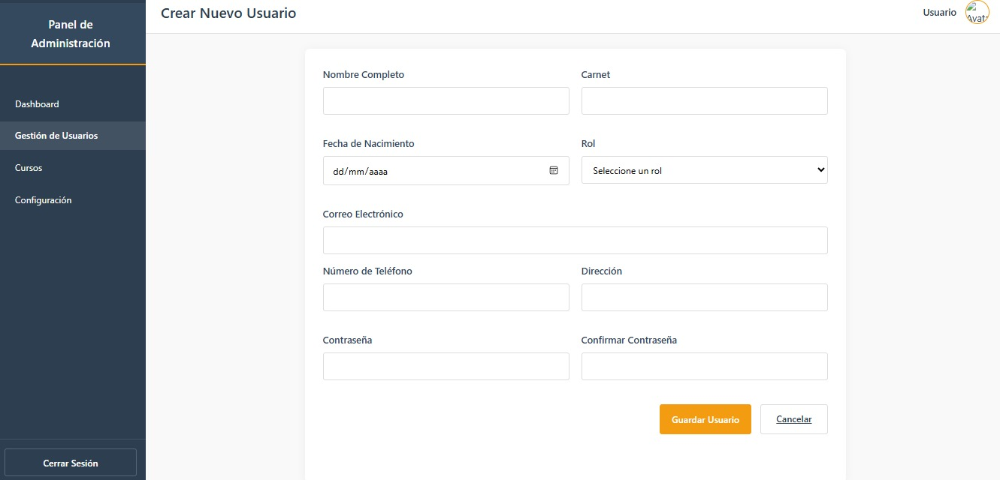 Panel de
Administración
Dashboard
Gestión de Usuarios
Cursos
Configuración
Cerrar Sesión
Crear Nuevo Usuario
Usuario
Nombre Completo
Carnet
Fecha de Nacimiento
Rol
dd/mm/aaaa
Seleccione un rol
Correo Electrónico
Número de Teléfono
Dirección
Contraseña
Confirmar Contraseña
Guardar Usuario
Cancelar